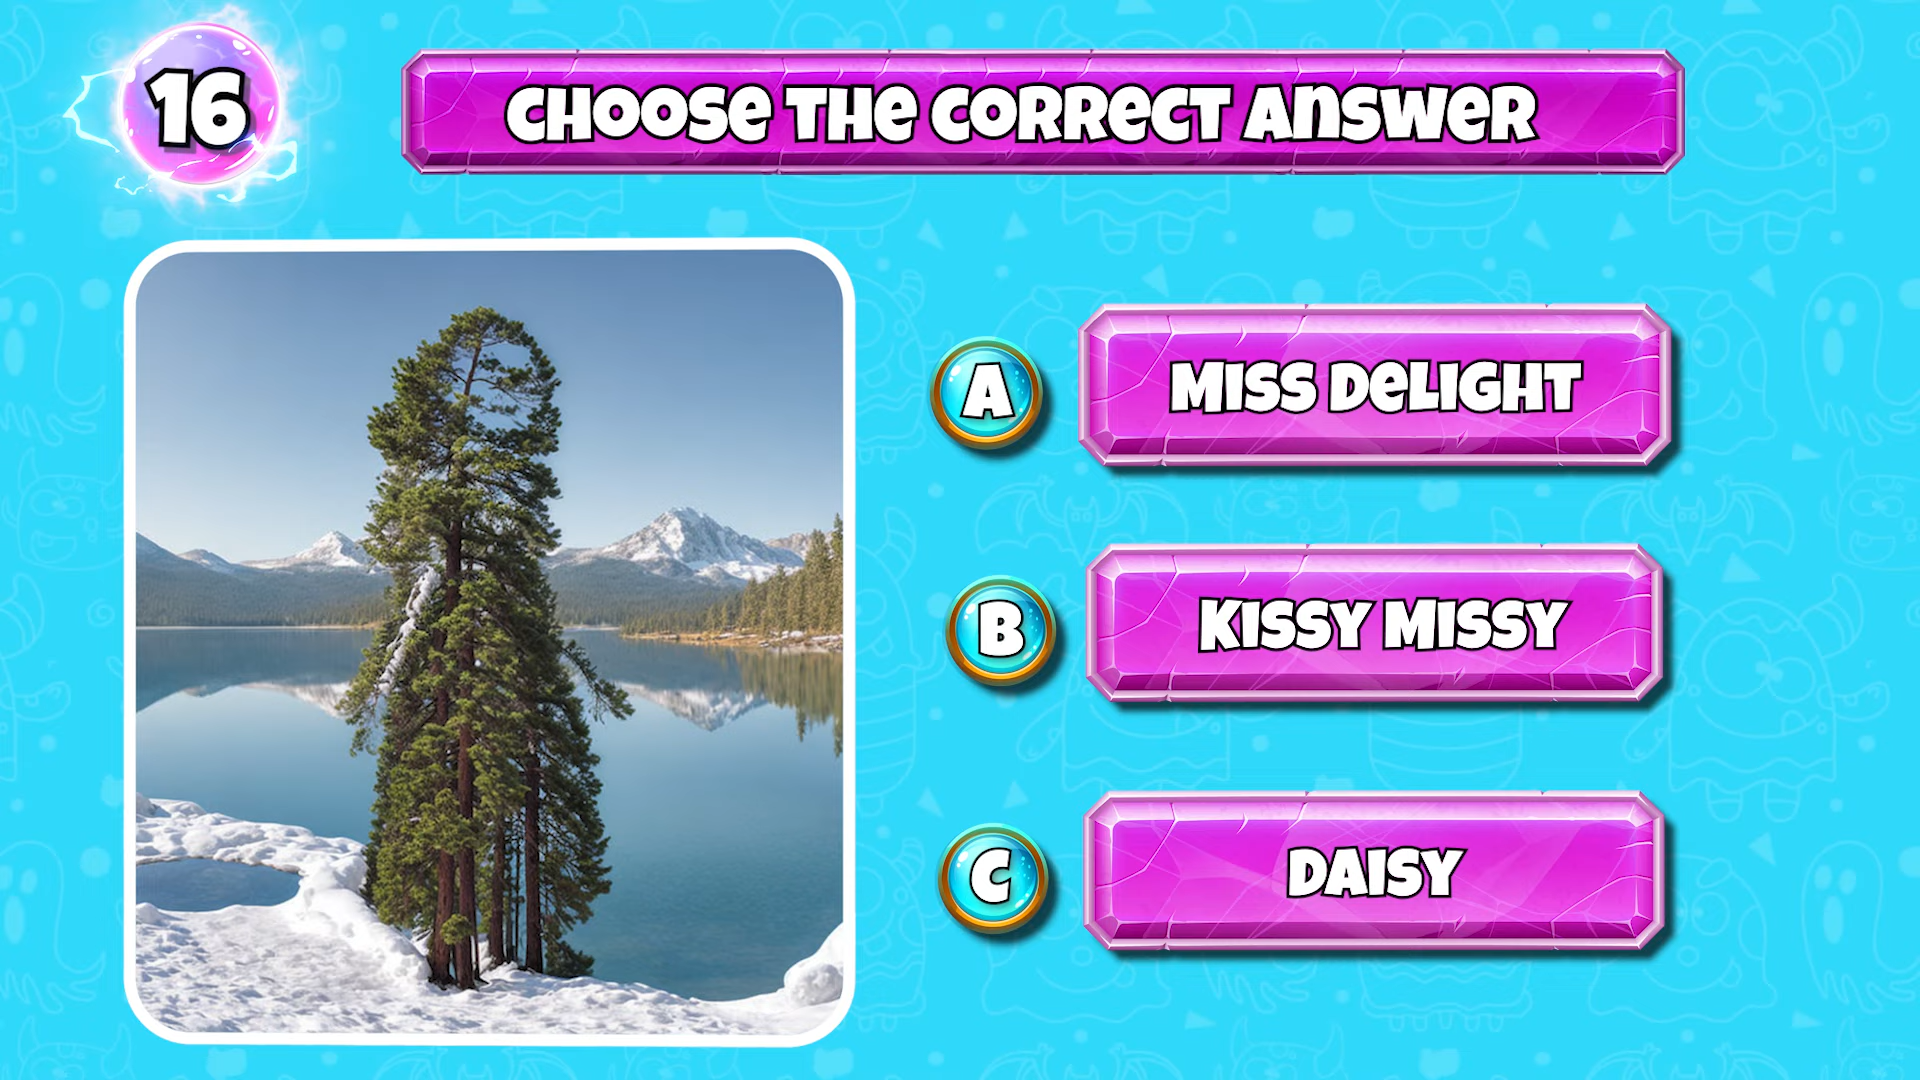 16
CHOOSE THE CORRECT ANSWER
A
MISS DELIGHT
B
KISSY MISSY
C
DAISY